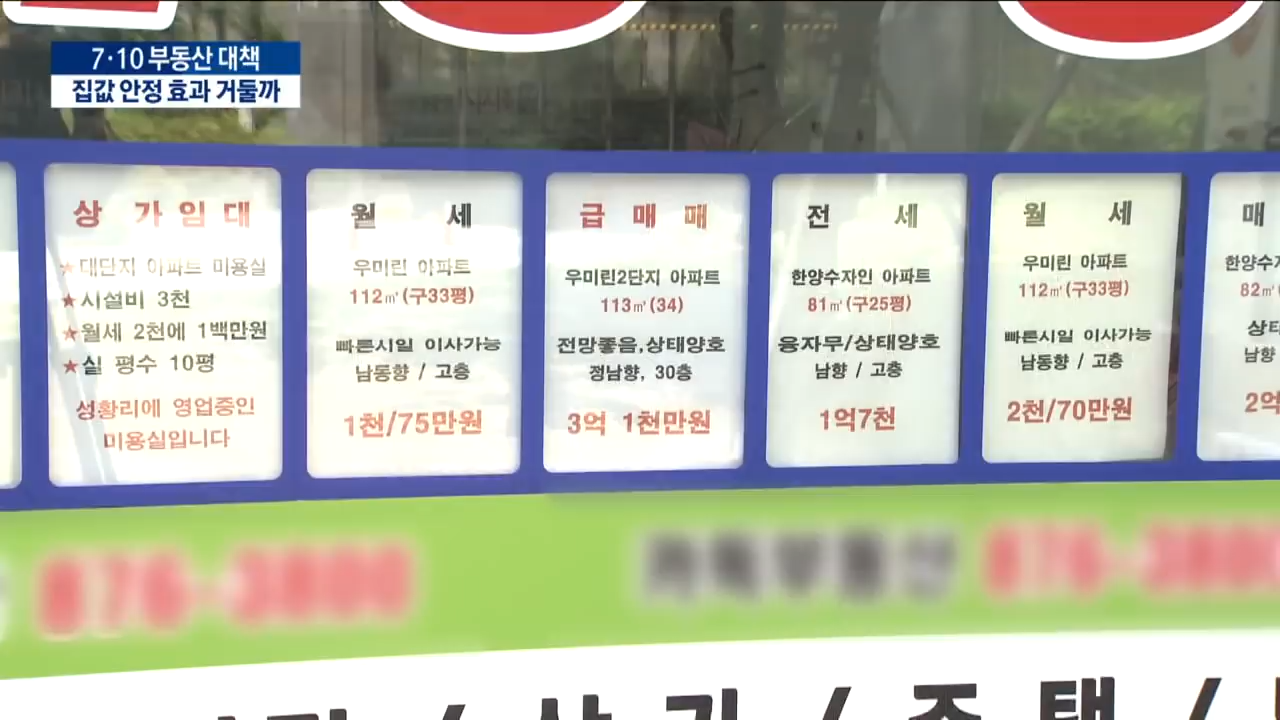 7·10 부동산 대책
집값 안정 효과 거둘까
상 가 임 대
★대단지 아파트 미용실
★시설비 3천
★월세 2천에 1백만원
★실 평수 10평
성황리에 영업중인
미용실입니다
월 세
우미린 아파트
112㎡(구33평)
빠른시일 이사가능
남동향 / 고층
1천/75만원
급 매 매
우미린2단지 아파트
113㎡(34)
전망좋음,상태양호
정남향, 30층
3억 1천만원
전 세
한양수자인 아파트
81㎡(구25평)
융자무/상태양호
남향 / 고층
1억7천
월 세
우미린 아파트
112㎡(구33평)
빠른시일 이사가능
남동향 / 고층
2천/70만원
매
한양수
82㎡
상태
남향
2억
/ 상가 / 주택 /